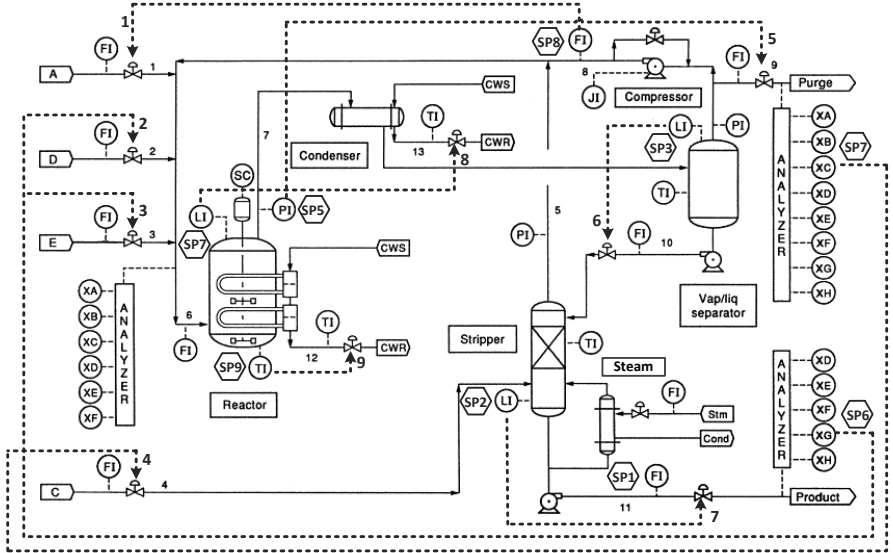 1
SP8
FI
5
FI
FI
9
A
1
8
Purge
CWS
JI
Compressor
XA
2
7
TI
6
LI
PI
XB
SP7
FI
CWR
SP3
XC
D
2
13
8
Condenser
SC
TI
XD
3
LI
PI
SP5
5
XE
FI
PI
6
FI
XF
E
3
SP7
CWS
10
XG
XH
ANALYZER
XA
XB
XC
XD
XE
XF
ANALYZER
6
FI
TI
12
CWR
SP9
TI
9
Reactor
Stripper
TI
Vap/liq
separator
Steam
SP2
LI
FI
Stm
Cond
XD
XE
XF
SP6
XG
XH
ANALYZER
FI
4
SP1
FI
C
4
11
7
Product